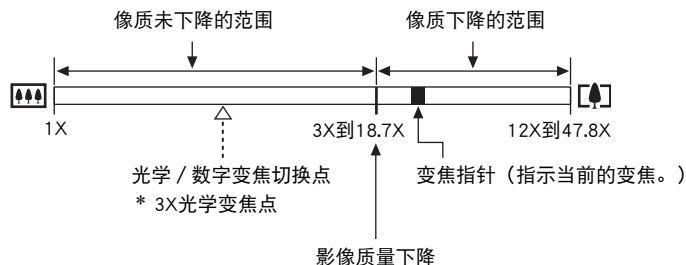 像质未下降的范围
像质下降的范围
1X
3X到18.7X
12X到47.8X
光学 / 数字变焦切换点
* 3X光学变焦点
变焦指针（指示当前的变焦。）
影像质量下降